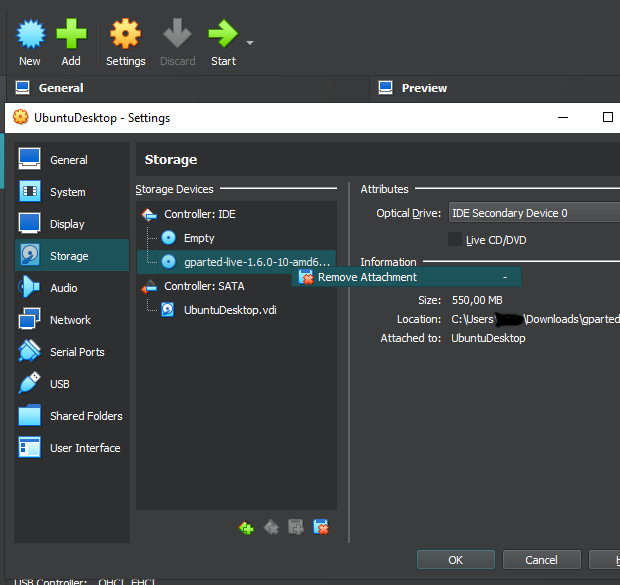 New Add Settings Discard Start
General Preview
UbuntuDesktop - Settings
General
System
Display
Storage
Audio
Network
Serial Ports
USB
Shared Folders
User Interface
Storage
Storage Devices
Controller: IDE
Empty
gparted-live-1.6.0-10-amd6...
Controller: SATA
UbuntuDesktop.vdi
Remove Attachment -
Attributes
Optical Drive: IDE Secondary Device 0
Live CD/DVD
Information
Size: 550,00 MB
Location: C:\Users\Downloads\gparted
Attached to: UbuntuDesktop
OK Cancel
USB Controller: OHCI, EHCI